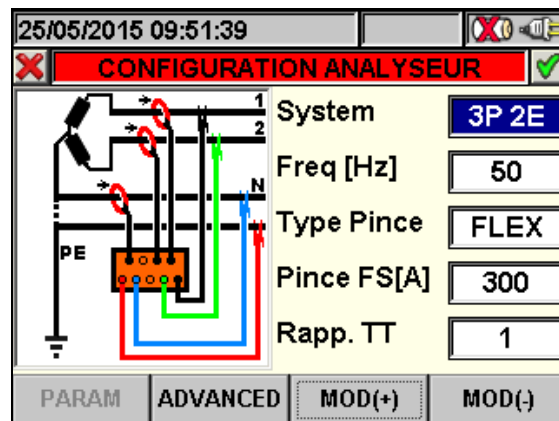 25/05/2015 09:51:39
CONFIGURATION ANALYSEUR
1
2
N
PE
System 3P 2E
Freq [Hz] 50
Type Pince FLEX
Pince FS[A] 300
Rapp. TT 1
PARAM ADVANCED MOD(+) MOD(-)